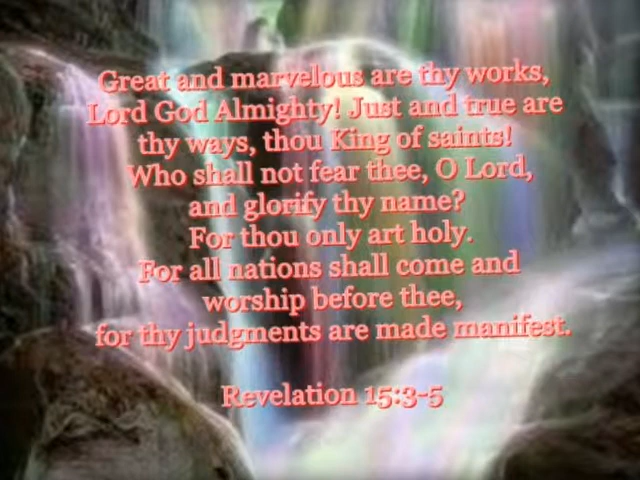 Great and marvelous are thy works,
Lord God Almighty! Just and true are
thy ways, thou King of saints!
Who shall not fear thee, O Lord,
and glorify thy name?
For thou only art holy.
For all nations shall come and
worship before thee,
for thy judgments are made manifest.
Revelation 15:3-5